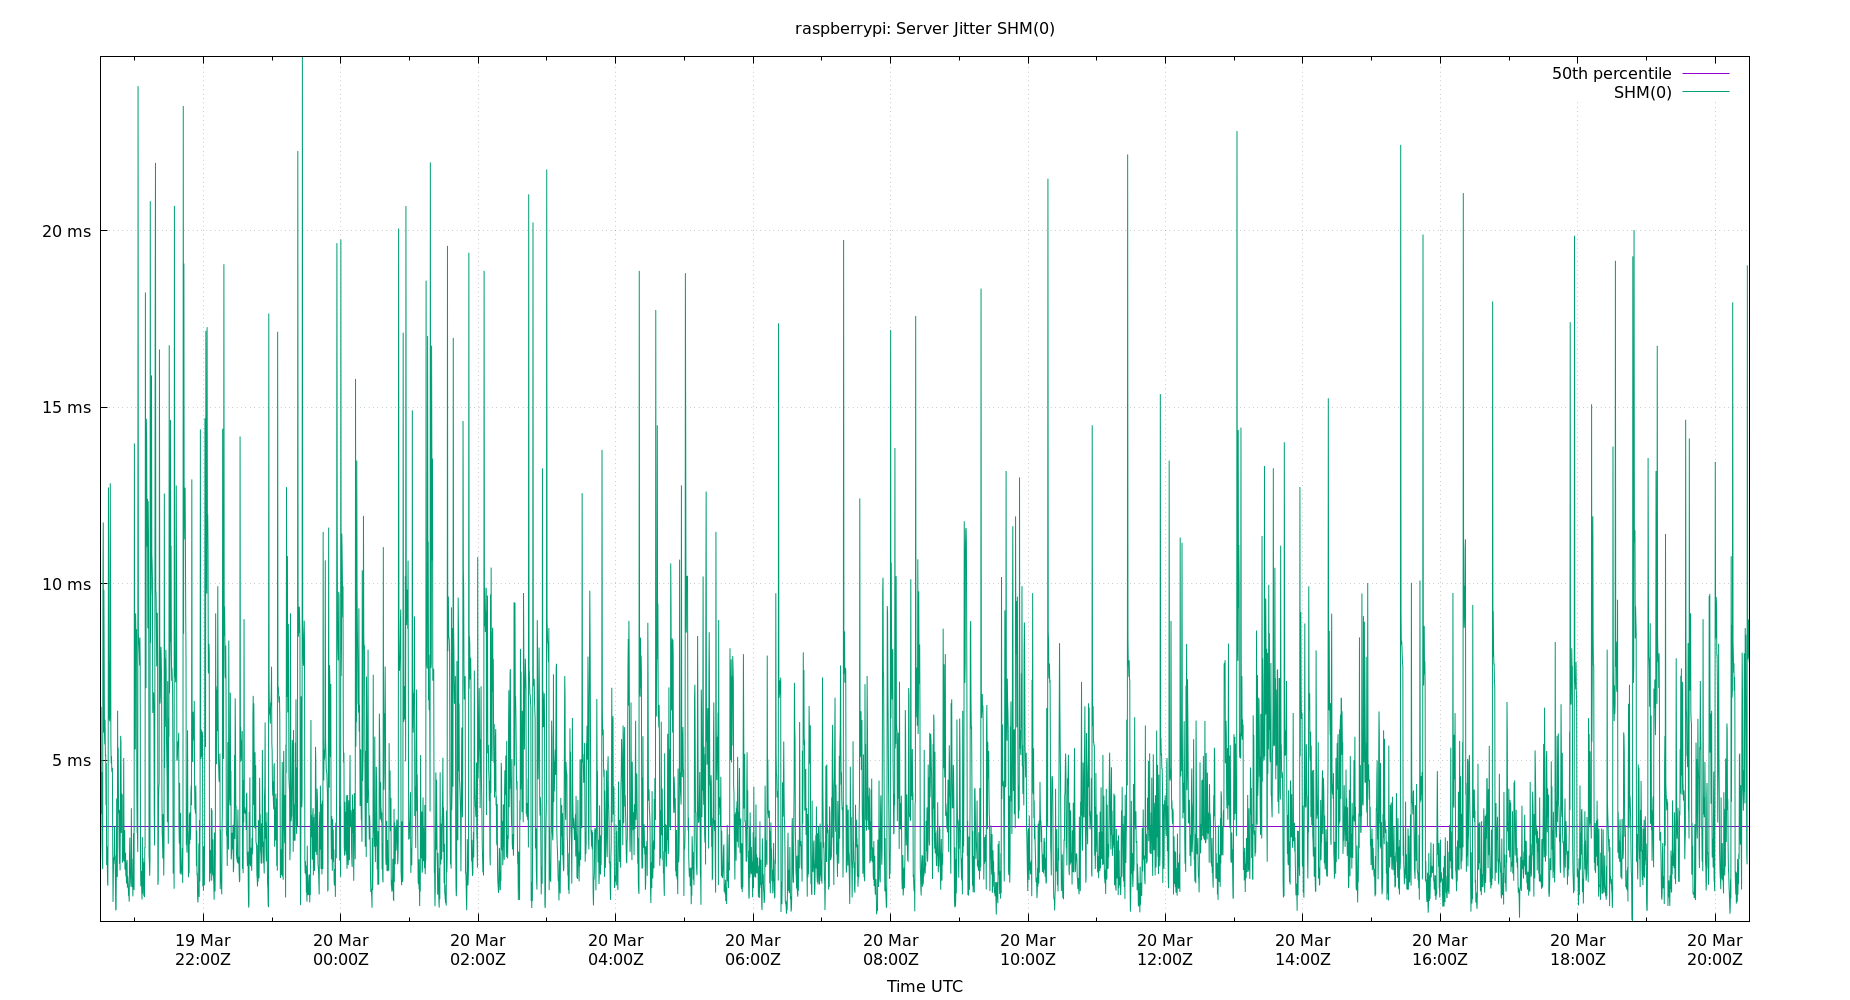 raspberrypi: Server Jitter SHM(0)
50th percentile
SHM(0)
20 ms
15 ms
10 ms
5 ms
19 Mar 20 Mar 20 Mar 20 Mar 20 Mar 20 Mar 20 Mar 20 Mar 20 Mar 20 Mar 20 Mar 20 Mar
22:00Z 00:00Z 02:00Z 04:00Z 06:00Z 08:00Z 10:00Z 12:00Z 14:00Z 16:00Z 18:00Z 20:00Z
Time UTC